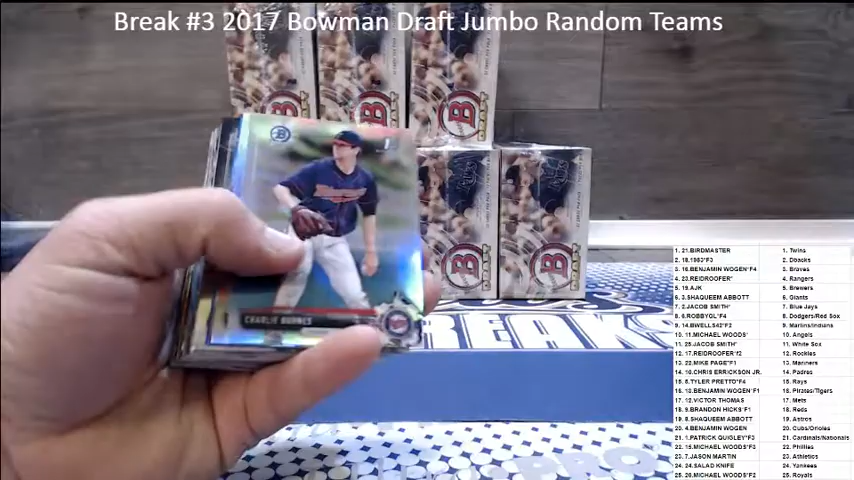 Break #3 2017 Bowman Draft Jumbo Random Teams
CHARLIE BARNES
BREAKS
PRO
1. 21.BIRDMASTER 1. Twins
2. 18.1983*F3 2. Dbacks
3. 16.BENJAMIN WOGEN*F4 3. Braves
4. 23.REIDROOFER* 4. Rangers
5. 19.AJK 5. Brewers
6. 3.SHAQUEEM ABBOTT 6. Giants
7. 2.JACOB SMITH* 7. Blue Jays
8. 6.ROBBYOL*F4 8. Dodgers/Red Sox
9. 14.BWELLS42*F2 9. Marlins/Indians
10. 11.MICHAEL WOODS* 10. Angels
11. 25.JACOB SMITH* 11. White Sox
12. 17.REIDROOFER*f2 12. Rockies
13. 22.MIKE PAGE*F1 13. Mariners
14. 10.CHRIS ERICKSON JR. 14. Padres
15. 5.TYLER PRETTO*F4 15. Rays
16. 13.BENJAMIN WOGEN*F1 16. Pirates/Tigers
17. 12.VICTOR THOMAS 17. Mets
18. 9.BRANDON HICKS*F1 18. Reds
19. 8.SHAQUEEM ABBOTT 19. Astros
20. 4.BENJAMIN WOGEN* 20. Cubs/Orioles
21. 1.PATRICK QUIGLEY*F3 21. Cardinals/Nationals
22. 15.MICHAEL WOODS*F3 22. Phillies
23. 7.JASON MARTIN* 23. Athletics
24. 24.SALAD KNIFE 24. Yankees
25. 20.MICHAEL WOODS*F2 25. Royals